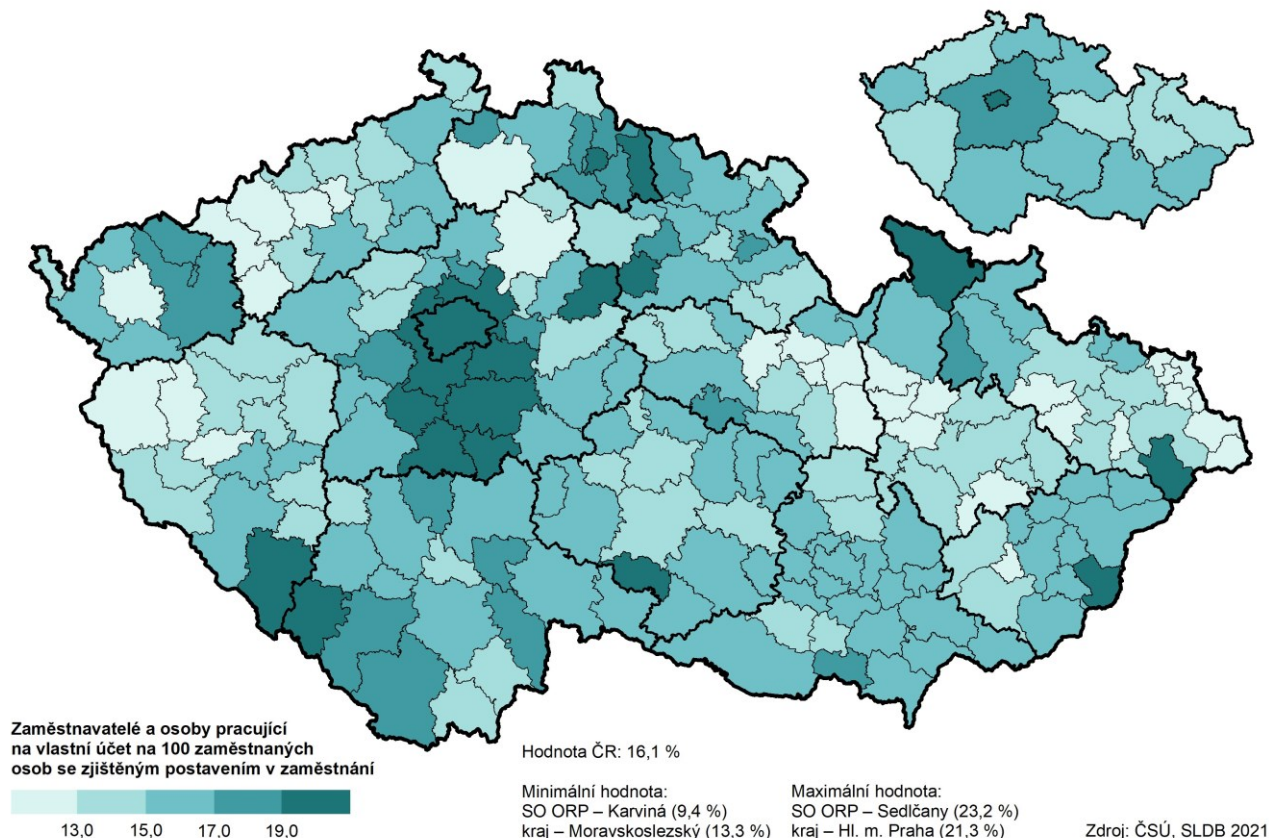 Zaměstnavatelé a osoby pracující
na vlastní účet na 100 zaměstnaných
osob se zjištěným postavením v zaměstnání
13,0 15,0 17,0 19,0
Hodnota ČR: 16,1 %
Minimální hodnota:
SO ORP – Karviná (9,4 %)
kraj – Moravskoslezský (13,3 %)
Maximální hodnota:
SO ORP – Sedlčany (23,2 %)
kraj – Hl. m. Praha (21,3 %)
Zdroj: ČSÚ, SLDB 2021